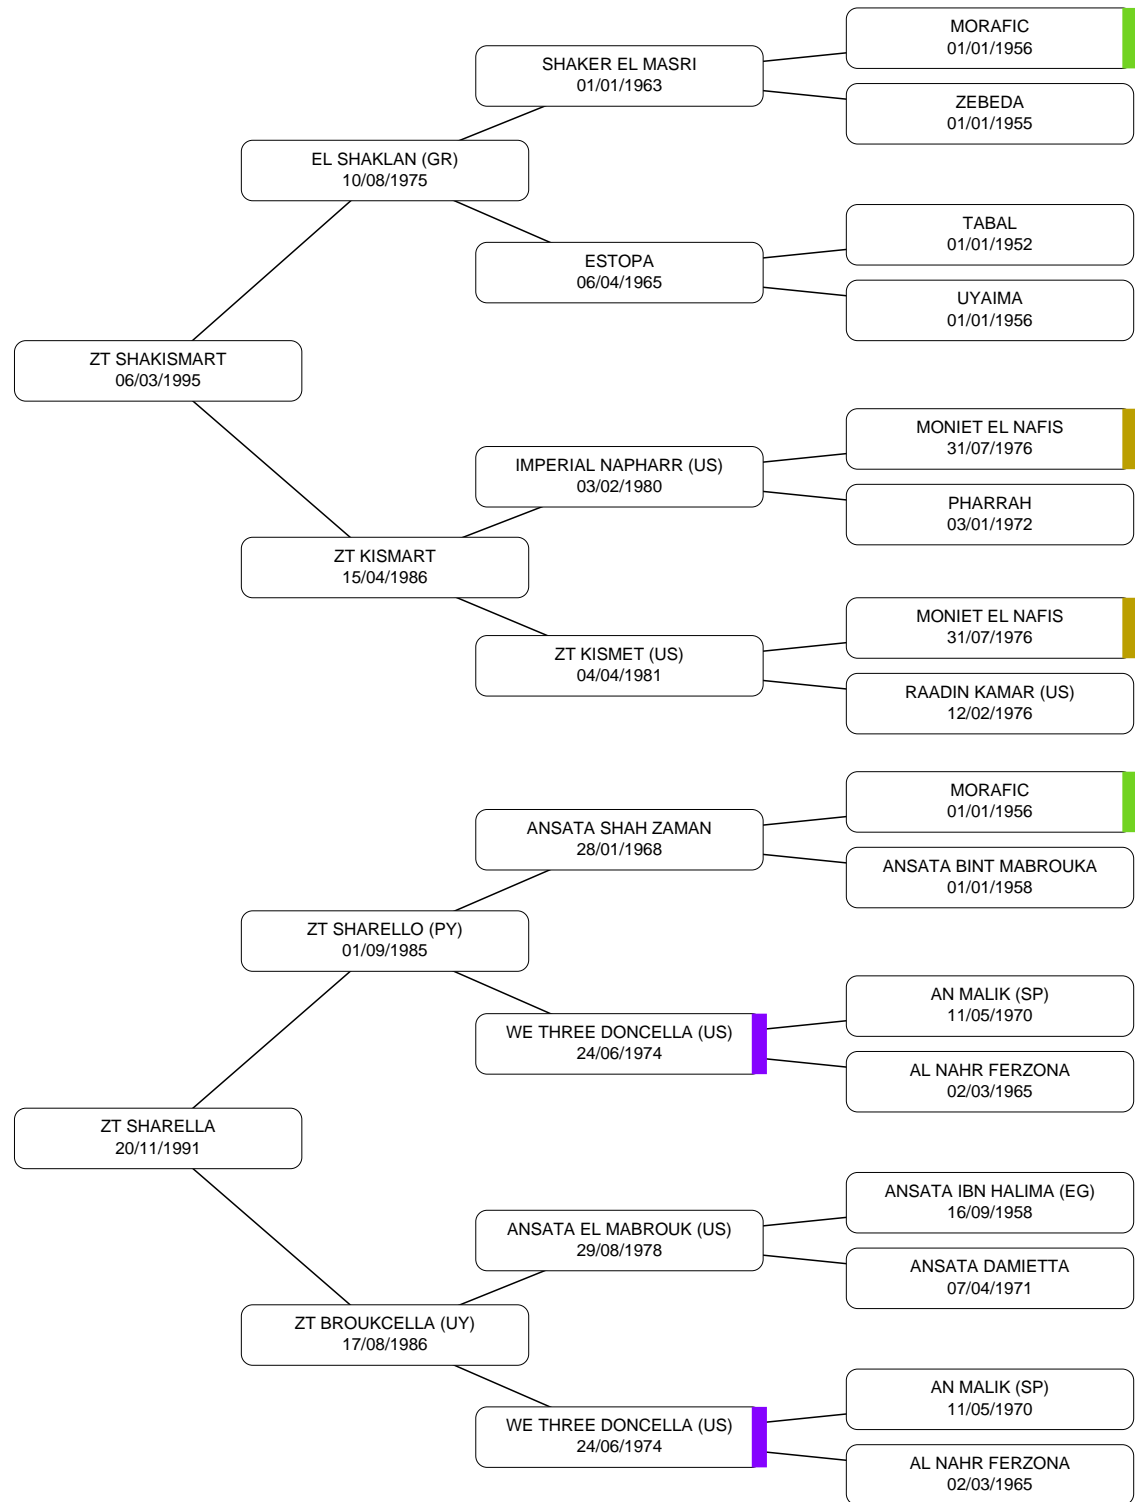 MORAFIC
01/01/1956
SHAKER EL MASRI
01/01/1963
ZEBEDA
01/01/1955
EL SHAKLAN (GR)
10/08/1975
TABAL
01/01/1952
ESTOPA
06/04/1965
UYAIMA
01/01/1956
ZT SHAKISMART
06/03/1995
MONIET EL NAFIS
31/07/1976
IMPERIAL NAPHARR (US)
03/02/1980
PHARRAH
03/01/1972
ZT KISMART
15/04/1986
MONIET EL NAFIS
31/07/1976
ZT KISMET (US)
04/04/1981
RAADIN KAMAR (US)
12/02/1976
MORAFIC
01/01/1956
ANSATA SHAH ZAMAN
28/01/1968
ANSATA BINT MABROUKA
01/01/1958
ZT SHARELLO (PY)
01/09/1985
AN MALIK (SP)
11/05/1970
WE THREE DONCELLA (US)
24/06/1974
AL NAHR FERZONA
02/03/1965
ZT SHARELLA
20/11/1991
ANSATA IBN HALIMA (EG)
16/09/1958
ANSATA EL MABROUK (US)
29/08/1978
ANSATA DAMIETTA
07/04/1971
ZT BROUKCELLA (UY)
17/08/1986
AN MALIK (SP)
11/05/1970
WE THREE DONCELLA (US)
24/06/1974
AL NAHR FERZONA
02/03/1965